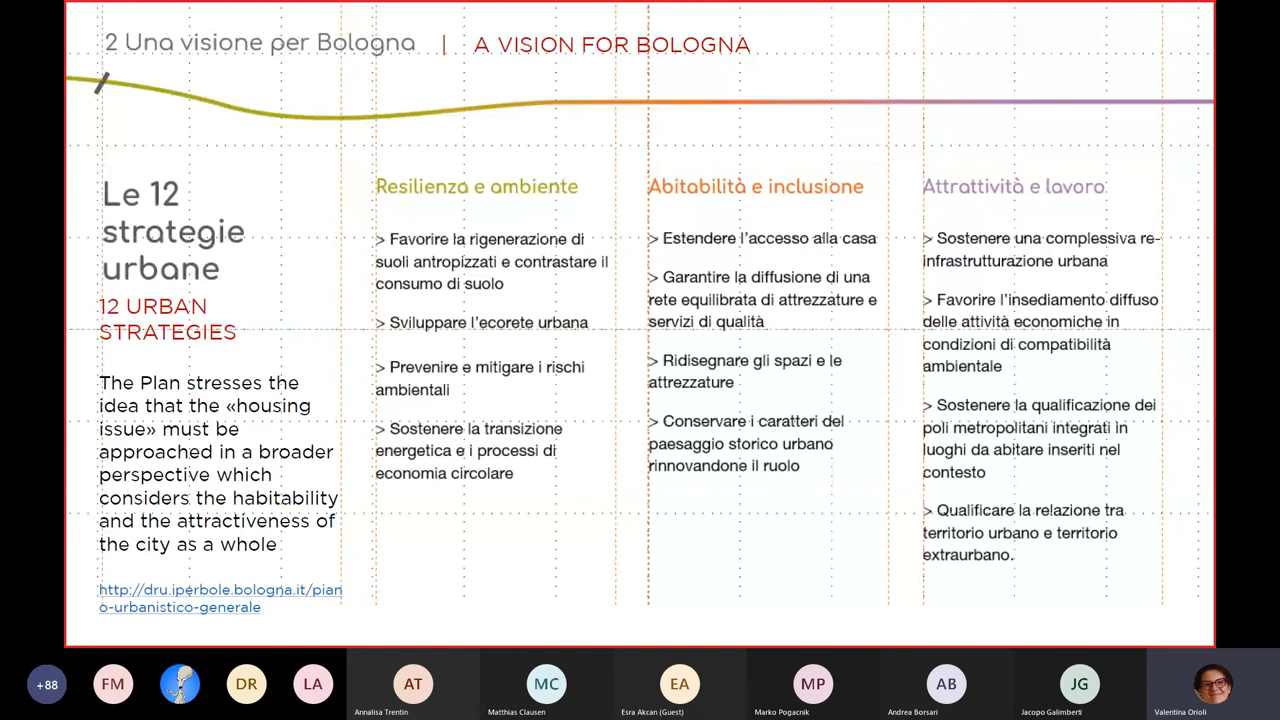 2 Una visione per Bologna | A VISION FOR BOLOGNA
Le 12
strategie
urbane
12 URBAN
STRATEGIES
The Plan stresses the
idea that the «housing
issue» must be
approached in a broader
perspective which
considers the habitability
and the attractiveness of
the city as a whole
http://dru.iperbole.bologna.it/pian
o-urbanistico-generale
Resilienza e ambiente
> Favorire la rigenerazione di
suoli antropizzati e contrastare il
consumo di suolo
> Sviluppare l'ecorete urbana
> Prevenire e mitigare i rischi
ambientali
> Sostenere la transizione
energetica e i processi di
economia circolare
Abitabilità e inclusione
> Estendere l'accesso alla casa
> Garantire la diffusione di una
rete equilibrata di attrezzature e
servizi di qualità
> Ridisegnare gli spazi e le
attrezzature
> Conservare i caratteri del
paesaggio storico urbano
rinnovandone il ruolo
Attrattività e lavoro
> Sostenere una complessiva re-
infrastrutturazione urbana
> Favorire l'insediamento diffuso
delle attività economiche in
condizioni di compatibilità
ambientale
> Sostenere la qualificazione dei
poli metropolitani integrati in
luoghi da abitare inseriti nel
contesto
> Qualificare la relazione tra
territorio urbano e territorio
extraurbano.
+88 FM DR LA AT MC EA MP AB JG
Annalisa Trentin Matthias Clausen Esra Akcan (Guest) Marko Pogacnik Andrea Borsari Jacopo Galimberti Valentina Orioli